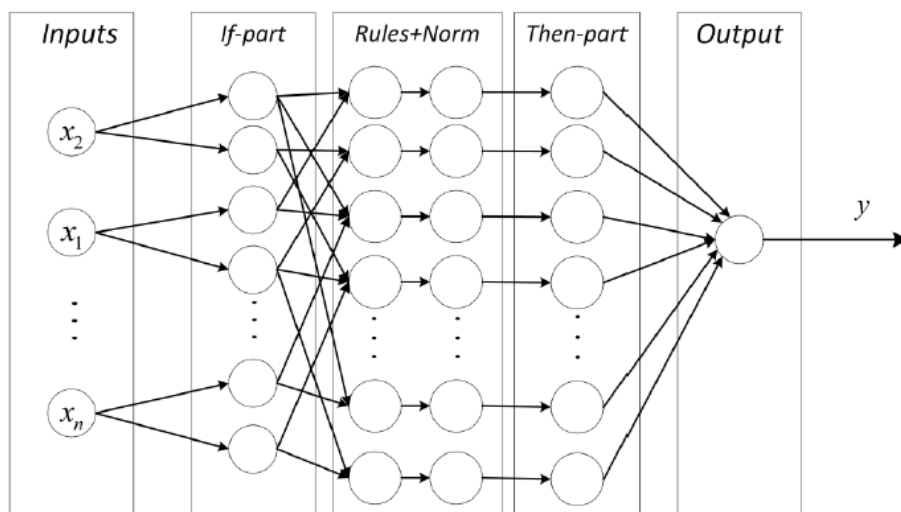 Inputs
If-part
Rules+Norm
Then-part
Output
x₂
x₁
xₙ
y